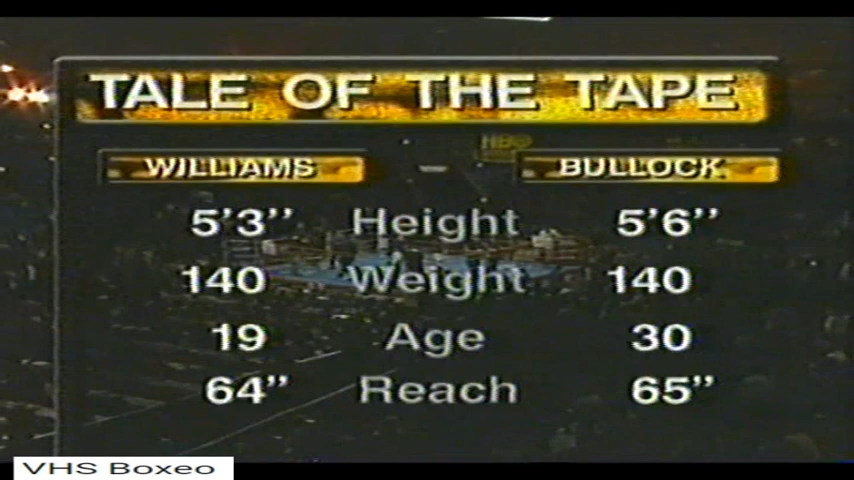 TALE OF THE TAPE
HBO
WILLIAMS BULLOCK
5'3" Height 5'6"
140 Weight 140
19 Age 30
64" Reach 65"
VHS Boxeo